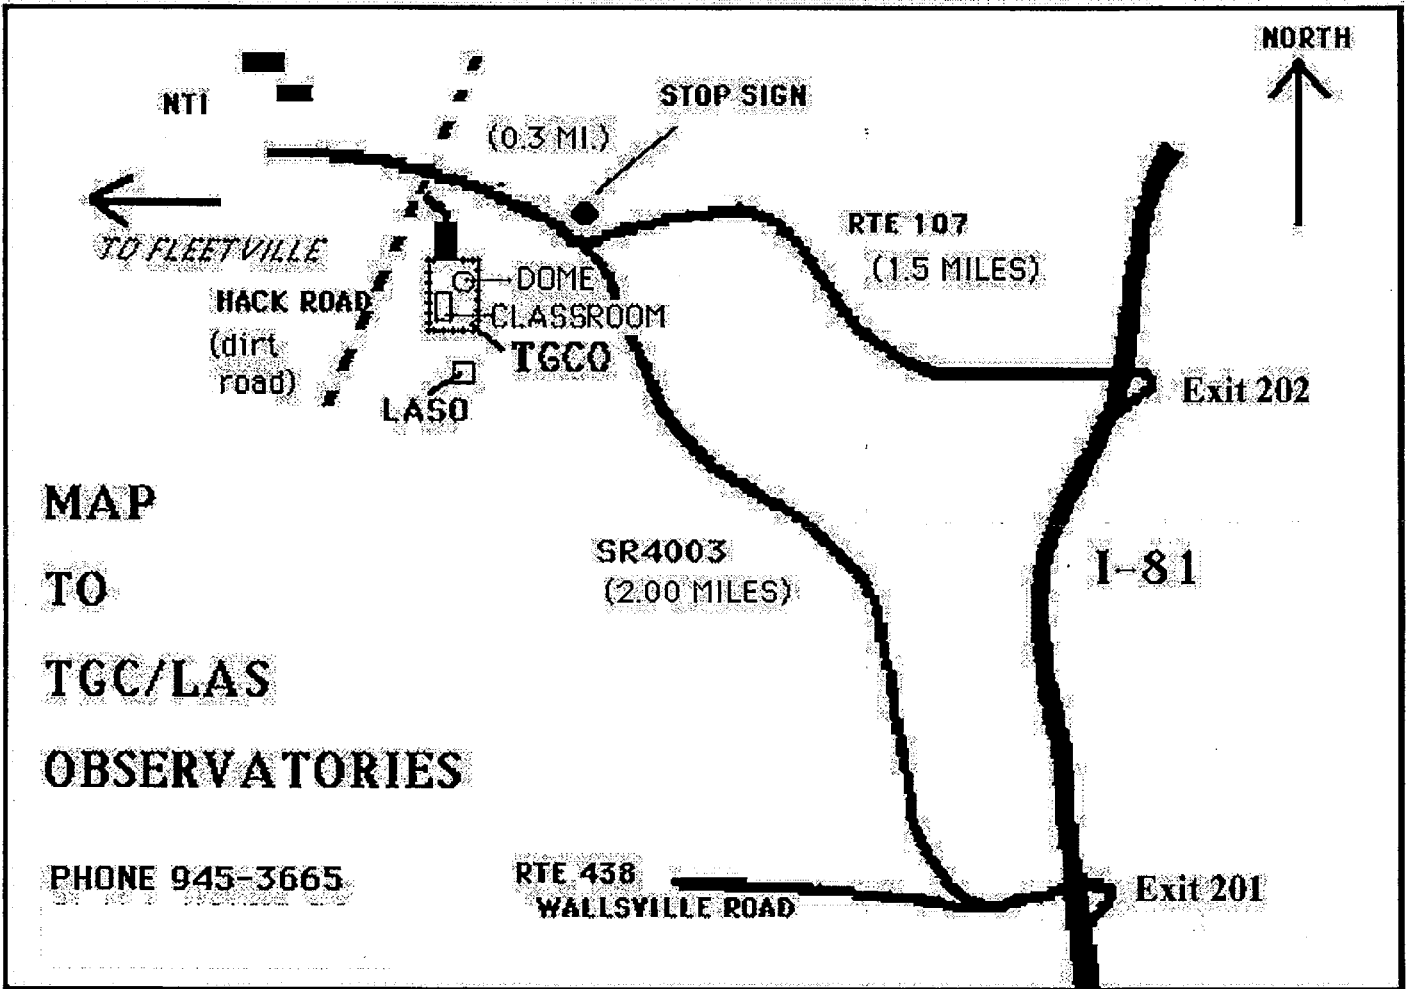 NORTH
STOP SIGN
NTI
(0.3 MI.)
RTE 107
(1.5 MILES)
TO FLEETVILLE
DOME
HACK ROAD
CLASSROOM
(dirt
road)
TGCO
LASO
Exit 202
MAP
TO
TGC/LAS
OBSERVATORIES
SR4003
(2.00 MILES)
I-81
PHONE 945-3665
RTE 438
WALLSVILLE ROAD
Exit 201